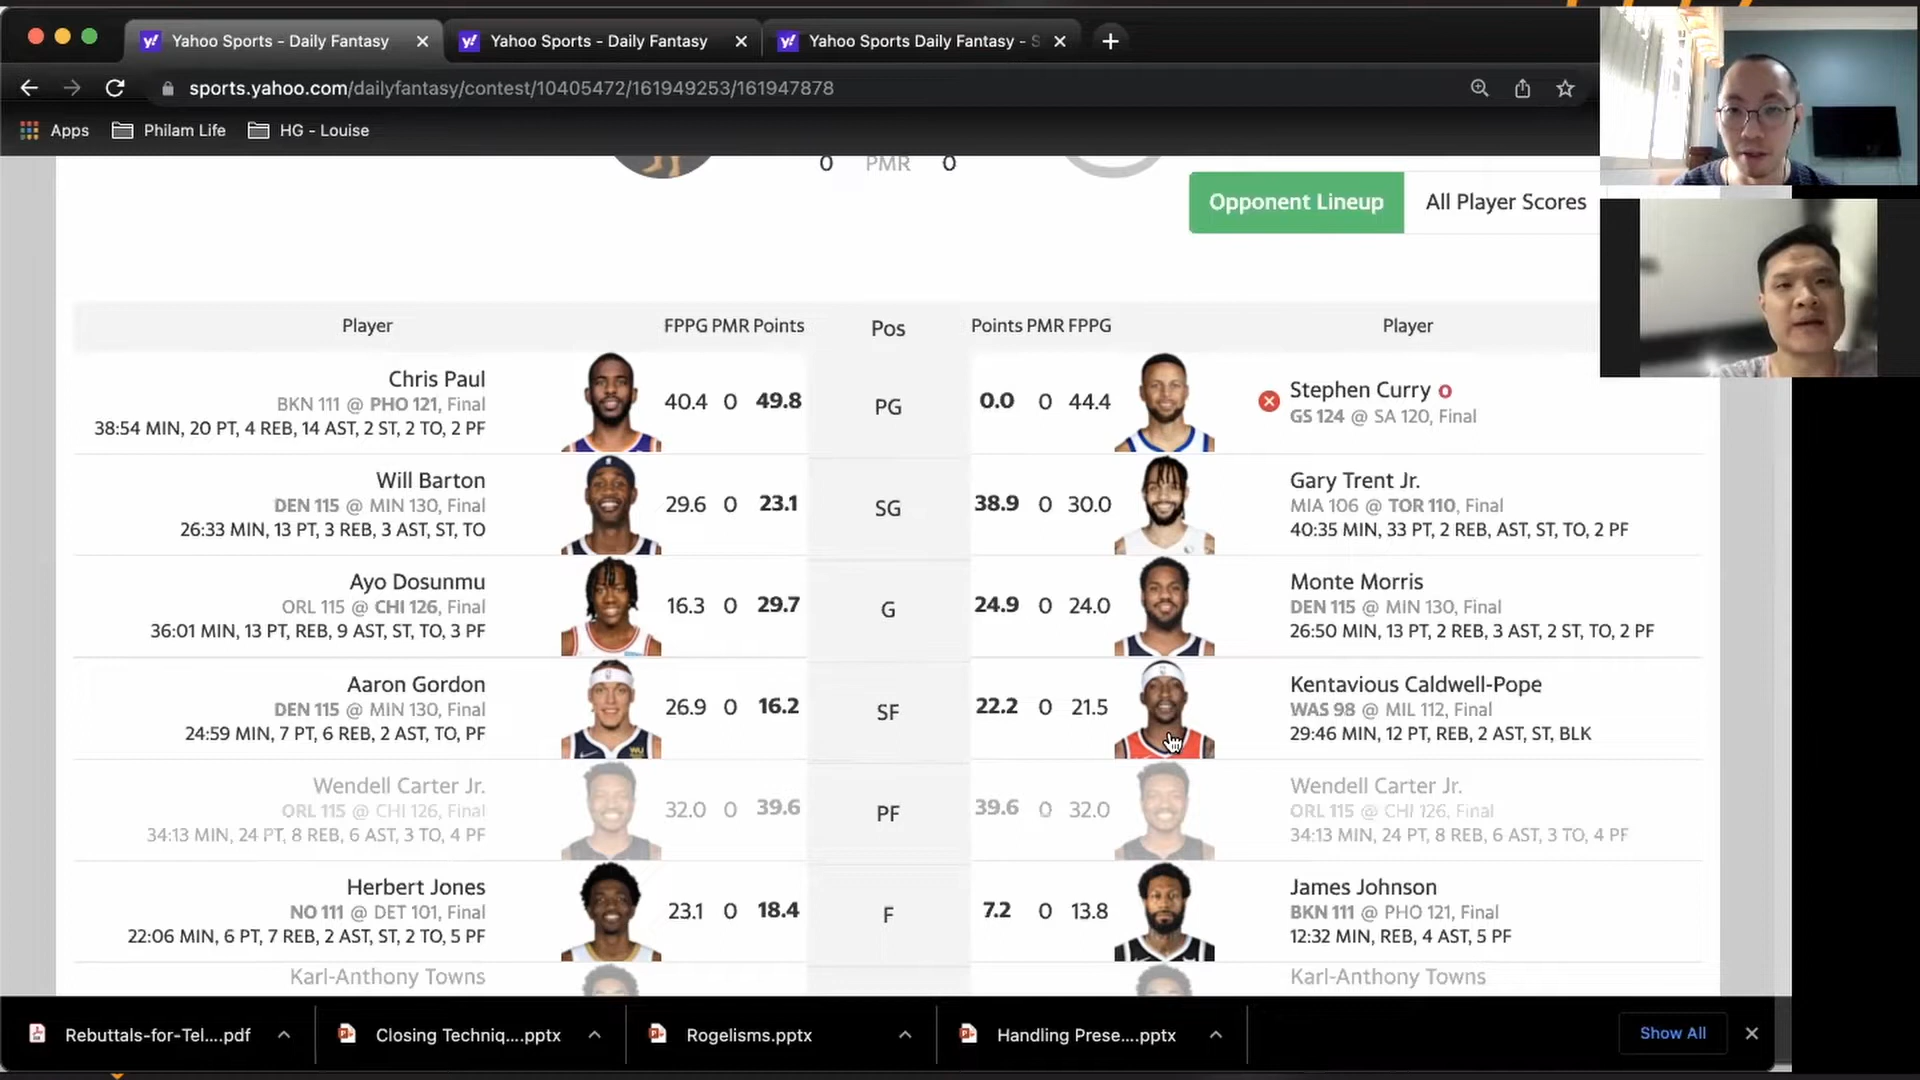 Yahoo Sports - Daily Fantasy
Yahoo Sports - Daily Fantasy
Yahoo Sports Daily Fantasy - S
sports.yahoo.com/dailyfantasy/contest/10405472/161949253/161947878
Apps
Philam Life
HG - Louise
0 PMR 0
Opponent Lineup
All Player Scores
Player FPPG PMR Points Pos Points PMR FPPG Player
Chris Paul
BKN 111 @ PHO 121, Final
38:54 MIN, 20 PT, 4 REB, 14 AST, 2 ST, 2 TO, 2 PF
40.4 0 49.8 PG 0.0 0 44.4
Stephen Curry O
GS 124 @ SA 120, Final
Will Barton
DEN 115 @ MIN 130, Final
26:33 MIN, 13 PT, 3 REB, 3 AST, ST, TO
29.6 0 23.1 SG 38.9 0 30.0
Gary Trent Jr.
MIA 106 @ TOR 110, Final
40:35 MIN, 33 PT, 2 REB, AST, ST, TO, 2 PF
Ayo Dosunmu
ORL 115 @ CHI 126, Final
36:01 MIN, 13 PT, REB, 9 AST, ST, TO, 3 PF
16.3 0 29.7 G 24.9 0 24.0
Monte Morris
DEN 115 @ MIN 130, Final
26:50 MIN, 13 PT, 2 REB, 3 AST, 2 ST, TO, 2 PF
Aaron Gordon
DEN 115 @ MIN 130, Final
24:59 MIN, 7 PT, 6 REB, 2 AST, TO, PF
26.9 0 16.2 SF 22.2 0 21.5
Kentavious Caldwell-Pope
WAS 98 @ MIL 112, Final
29:46 MIN, 12 PT, REB, 2 AST, ST, BLK
Wendell Carter Jr.
ORL 115 @ CHI 126, Final
34:13 MIN, 24 PT, 8 REB, 6 AST, 3 TO, 4 PF
32.0 0 39.6 PF 39.6 0 32.0
Wendell Carter Jr.
ORL 115 @ CHI 126, Final
34:13 MIN, 24 PT, 8 REB, 6 AST, 3 TO, 4 PF
Herbert Jones
NO 111 @ DET 101, Final
22:06 MIN, 6 PT, 7 REB, 2 AST, ST, 2 TO, 5 PF
23.1 0 18.4 F 7.2 0 13.8
James Johnson
BKN 111 @ PHO 121, Final
12:32 MIN, REB, 4 AST, 5 PF
Karl-Anthony Towns
Karl-Anthony Towns
Rebuttals-for-Tel....pdf
Closing Techniq....pptx
Rogelisms.pptx
Handling Prese....pptx
Show All